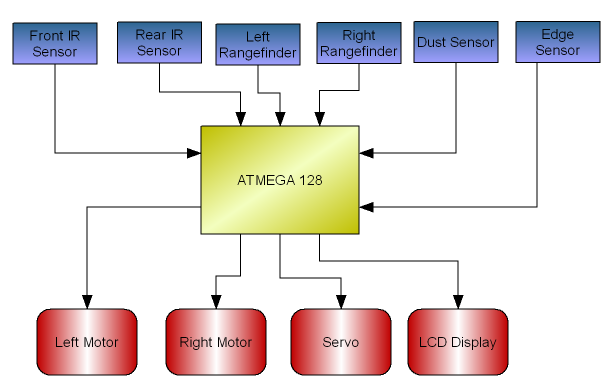 Front IR
Sensor
Rear IR
Sensor
Left
Rangefinder
Right
Rangefinder
Dust Sensor
Edge
Sensor
ATMEGA 128
Left Motor
Right Motor
Servo
LCD Display